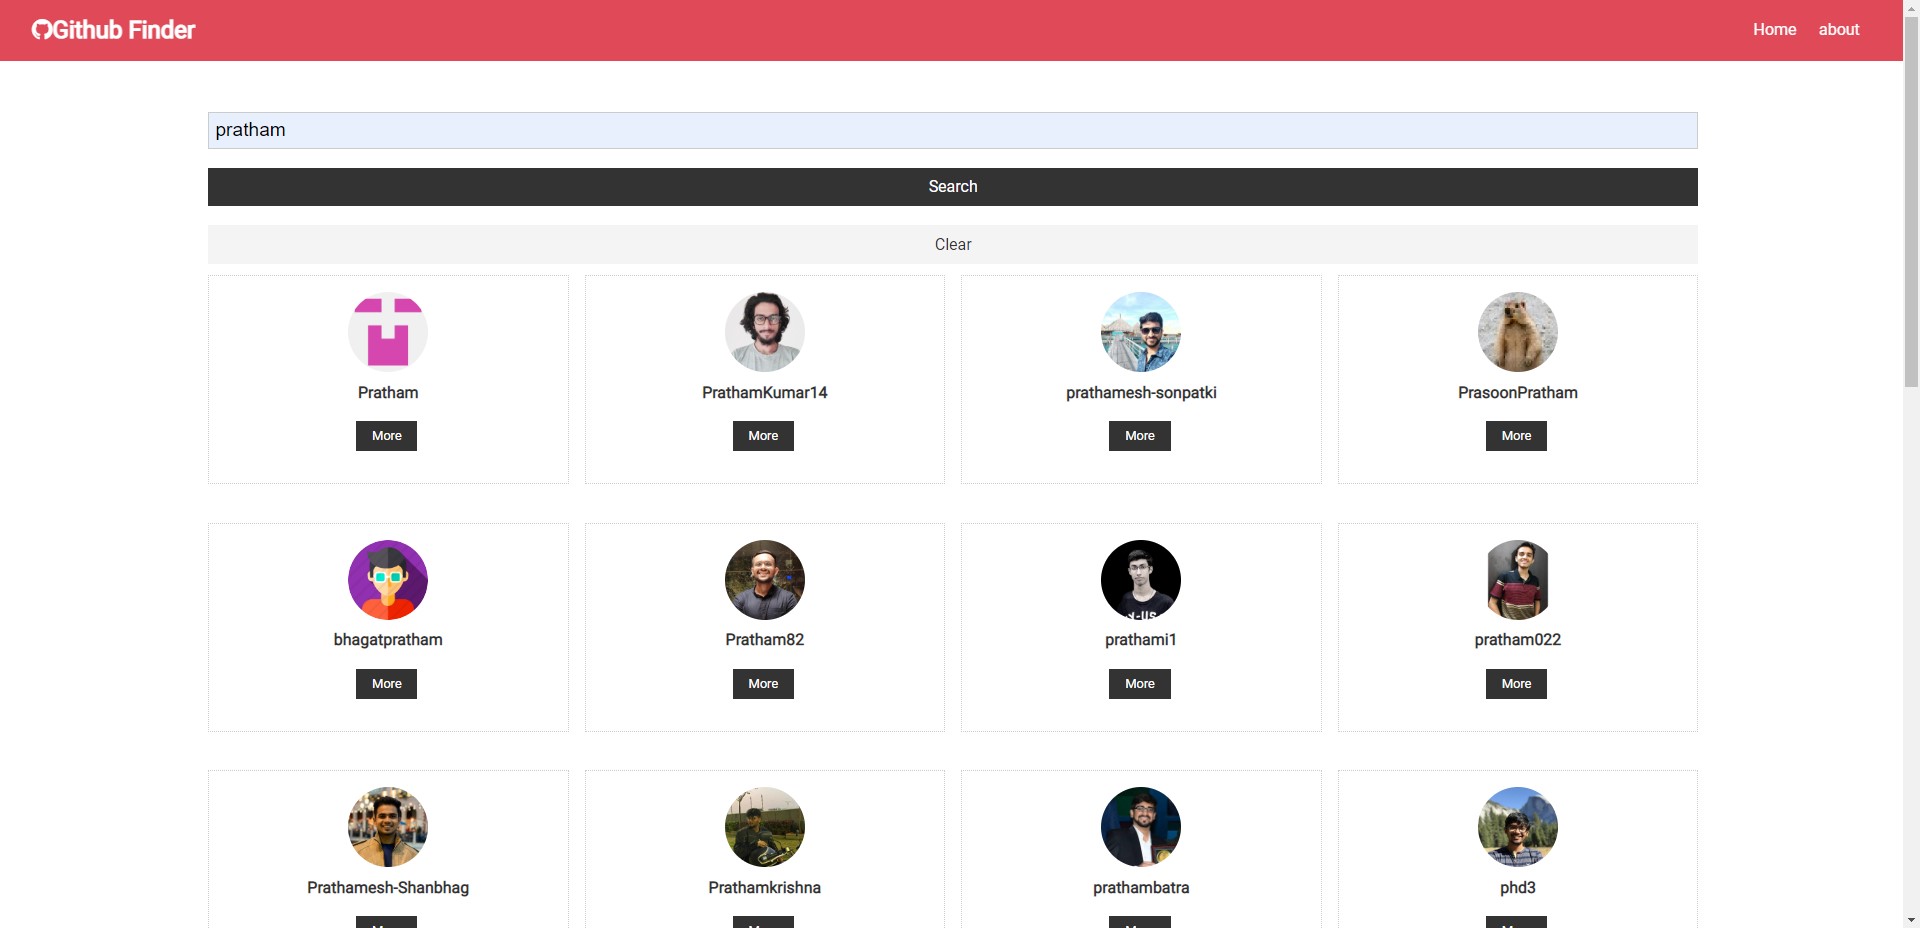 Github Finder
Home
about
pratham
Search
Clear
Pratham
PrathamKumar14
prathamesh-sonpatki
PrasoonPratham
More
More
More
More
bhagatpratham
Pratham82
prathami1
pratham022
More
More
More
More
Prathamesh-Shanbhag
Prathamkrishna
prathambatra
phd3